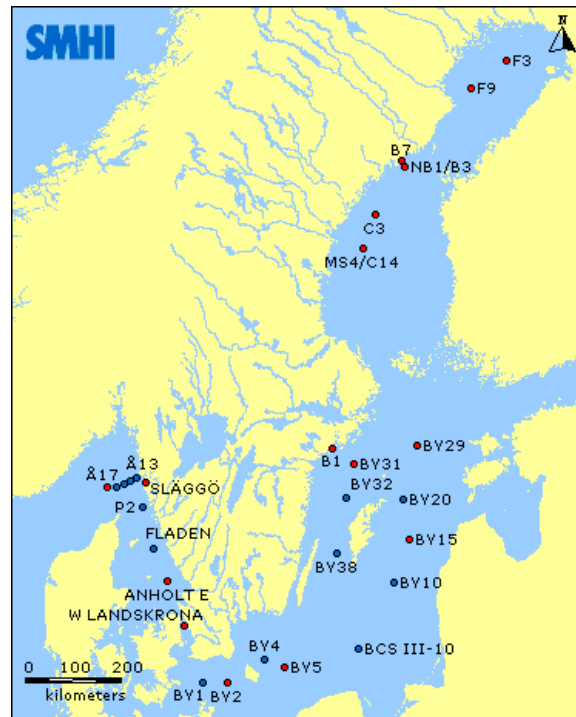 SMHI
N
F3
F9
B7
NB1/B3
C3
MS4/C14
B1
BY29
BY31
BY32
BY20
Å13
Å17
SLÄGGÖ
P2
FLADEN
BY15
BY38
BY10
ANHOLT E
W LANDSKRONA
BCS III-10
BY4
BY5
BY1
BY2
0 100 200
kilometers